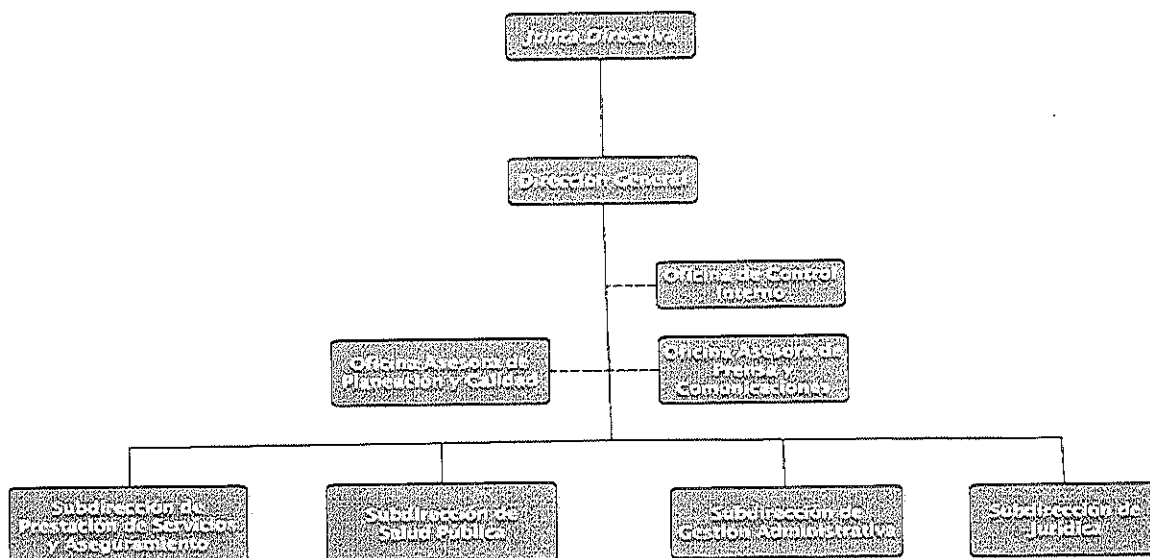 Junta Directiva
Dirección General
Oficina de Control
Interno
Oficina Asesora de
Planeación y Calidad
Oficina Asesora de
Prensa y
Comunicaciones
Subdirección de
Prestación de Servicios
y Aseguramiento
Subdirección de
Salud Pública
Subdirección de
Gestión Administrativa
Subdirección de
Jurídica